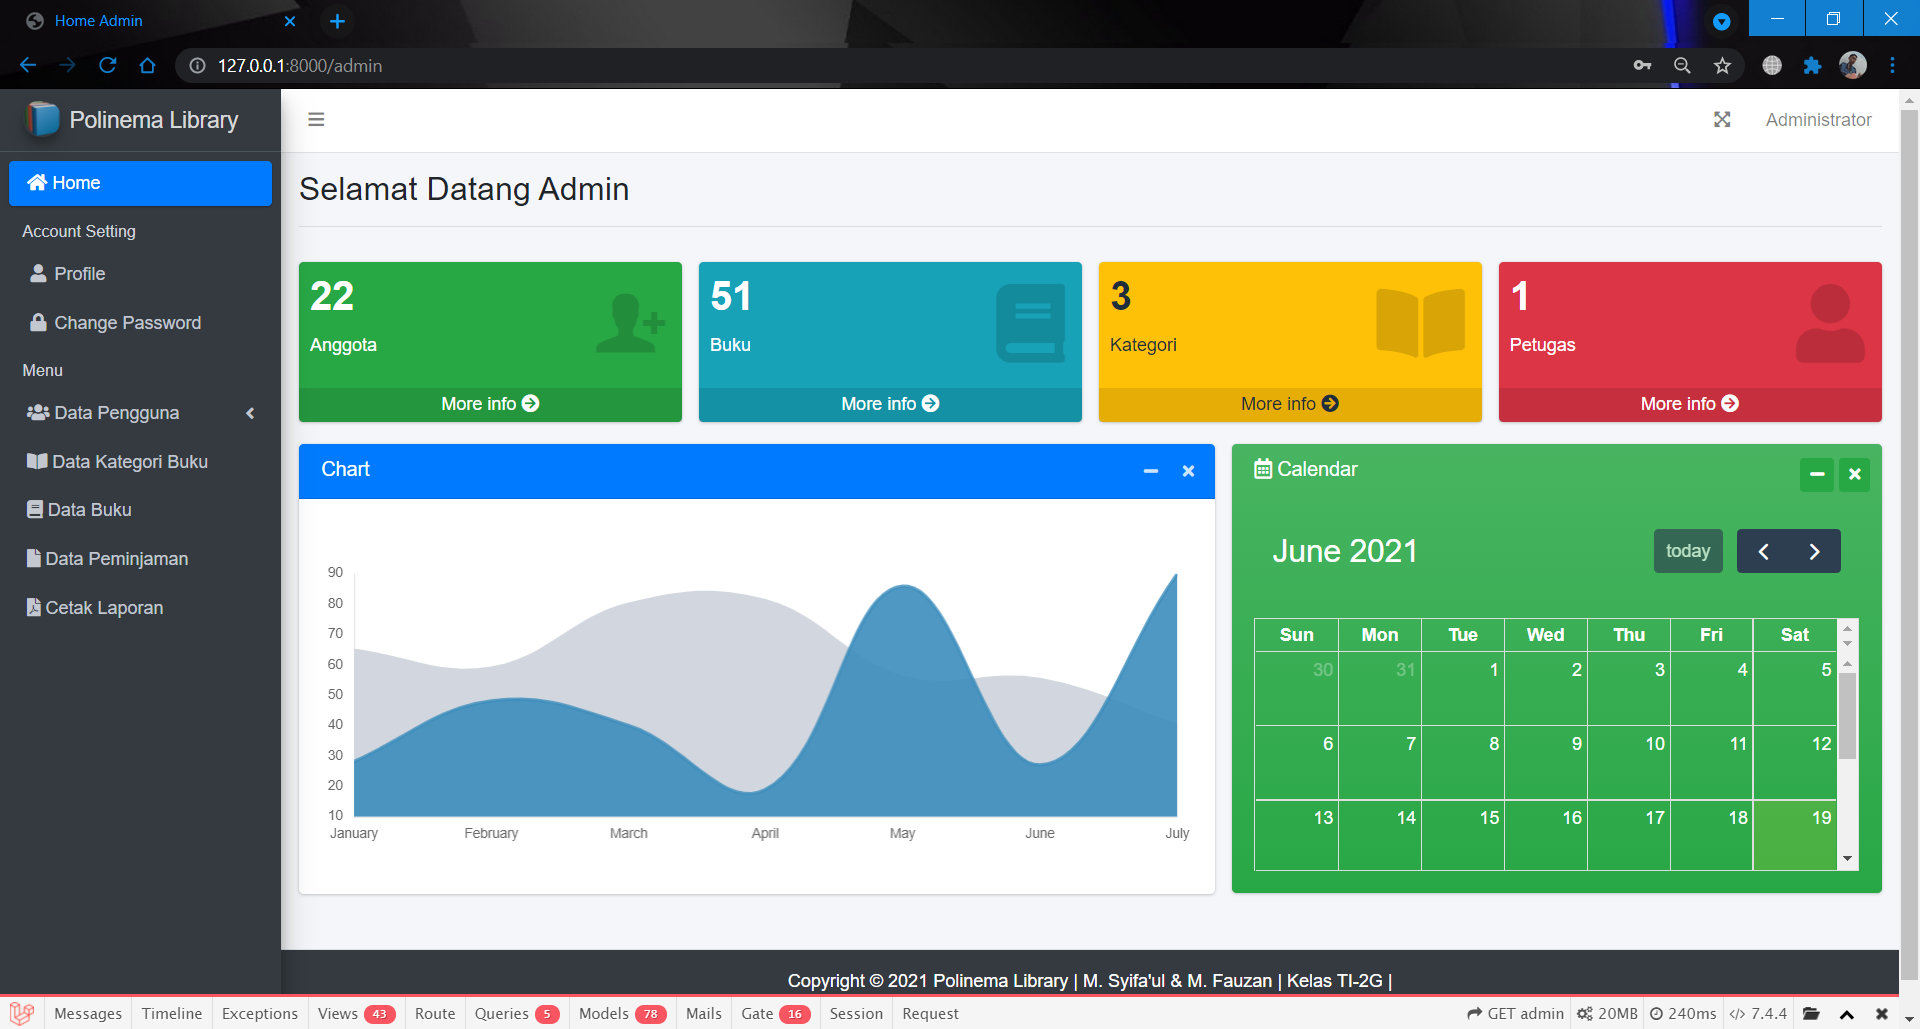 Home Admin
127.0.0.1:8000/admin
Polinema Library
Administrator
Home
Account Setting
Profile
Change Password
Menu
Data Pengguna
Data Kategori Buku
Data Buku
Data Peminjaman
Cetak Laporan
Selamat Datang Admin
22
Anggota
More info
51
Buku
More info
3
Kategori
More info
1
Petugas
More info
Chart
90
80
70
60
50
40
30
20
10
January February March April May June July
Calendar
June 2021
today
Sun Mon Tue Wed Thu Fri Sat
30 31 1 2 3 4 5
6 7 8 9 10 11 12
13 14 15 16 17 18 19
Copyright © 2021 Polinema Library | M. Syifa'ul & M. Fauzan | Kelas TI-2G |
Messages Timeline Exceptions Views 43 Route Queries 5 Models 78 Mails Gate 16 Session Request GET admin 20MB 240ms </> 7.4.4